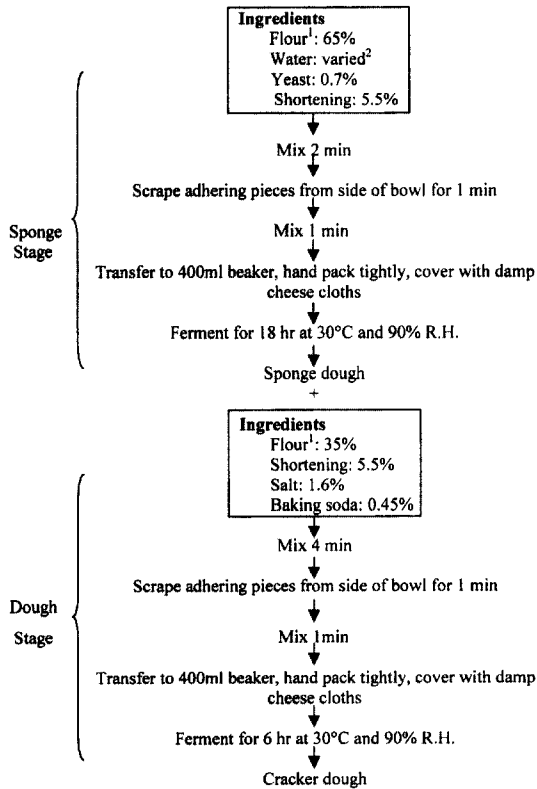 Ingredients
Flour¹: 65%
Water: varied²
Yeast: 0.7%
Shortening: 5.5%
Mix 2 min
Scrape adhering pieces from side of bowl for 1 min
Mix 1 min
Sponge
Stage
Transfer to 400ml beaker, hand pack tightly, cover with damp
cheese cloths
Ferment for 18 hr at 30°C and 90% R.H.
Sponge dough
+
Ingredients
Flour¹: 35%
Shortening: 5.5%
Salt: 1.6%
Baking soda: 0.45%
Mix 4 min
Scrape adhering pieces from side of bowl for 1 min
Dough
Stage
Mix 1min
Transfer to 400ml beaker, hand pack tightly, cover with damp
cheese cloths
Ferment for 6 hr at 30°C and 90% R.H.
Cracker dough